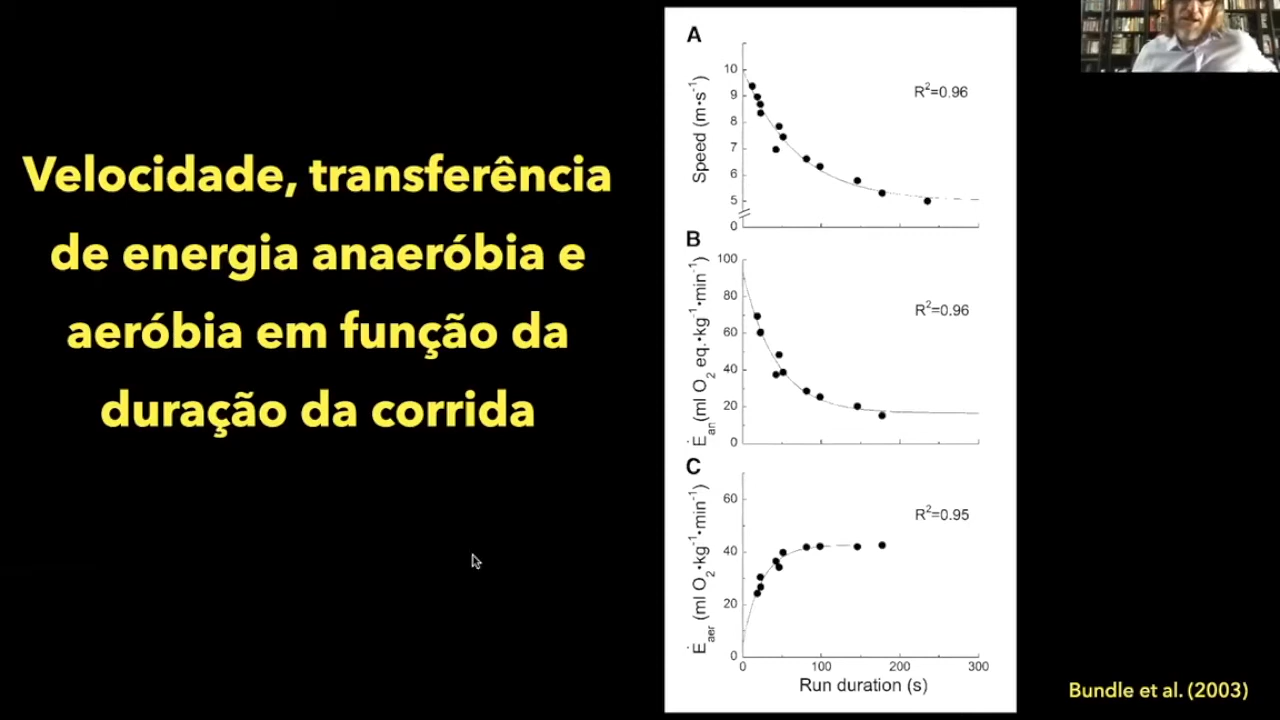 Velocidade, transferência
de energia anaeróbia e
aeróbia em função da
duração da corrida
A
Speed (m•s⁻¹)
10
9
8
7
6
5
0
R²=0.96
B
Ėan (ml O₂ eq.•kg⁻¹•min⁻¹)
100
80
60
40
20
0
R²=0.96
C
Ėaer (ml O₂•kg⁻¹•min⁻¹)
60
40
20
0
R²=0.95
0 100 200 300
Run duration (s)
Bundle et al. (2003)